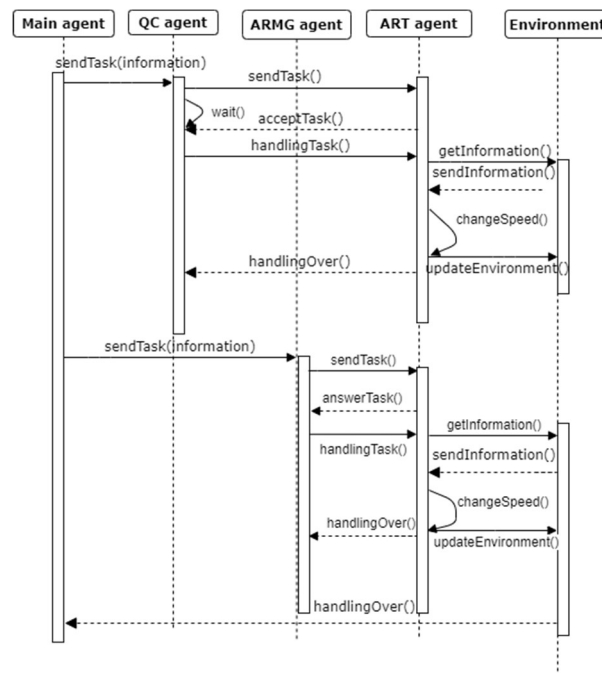 Main agent
QC agent
ARMG agent
ART agent
Environment
sendTask(information)
sendTask()
wait()
acceptTask()
handlingTask()
getInformation()
sendInformation()
changeSpeed()
handlingOver()
updateEnvironment()
sendTask(information)
sendTask()
answerTask()
getInformation()
handlingTask()
sendInformation()
changeSpeed()
handlingOver()
updateEnvironment()
handlingOver()